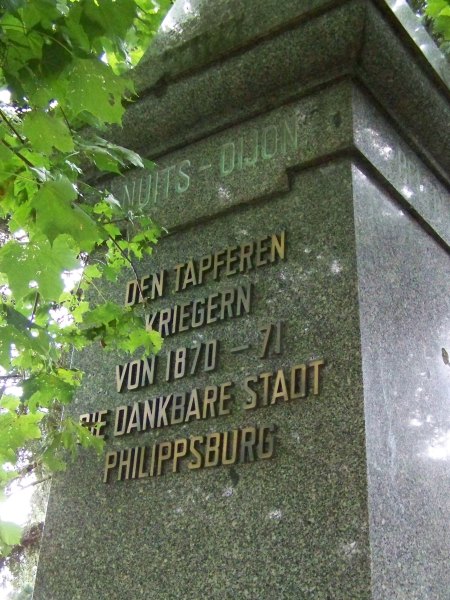 NUITS - DIJON
DEN TAPFEREN
KRIEGERN
VON 1870 - 71
DIE DANKBARE STADT
PHILIPPSBURG